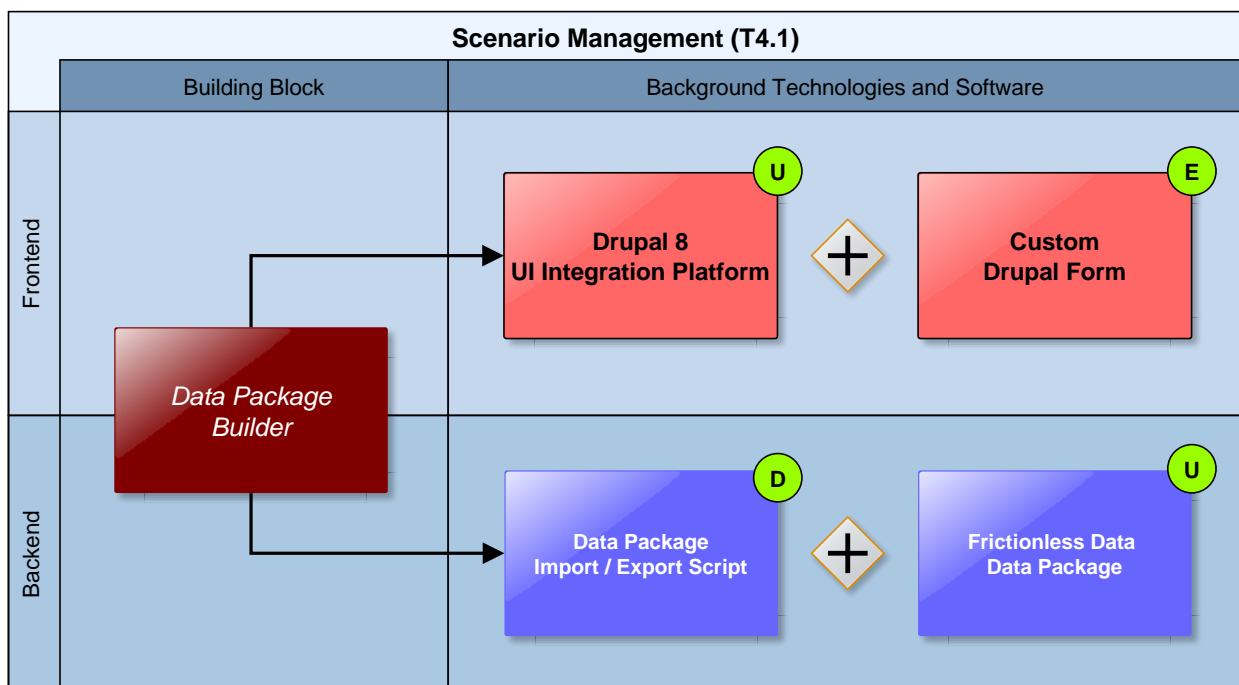 Scenario Management (T4.1)
Building Block
Background Technologies and Software
Frontend
U
Drupal 8
UI Integration Platform
E
Custom
Drupal Form
Data Package
Builder
Backend
D
Data Package
Import / Export Script
U
Frictionless Data
Data Package